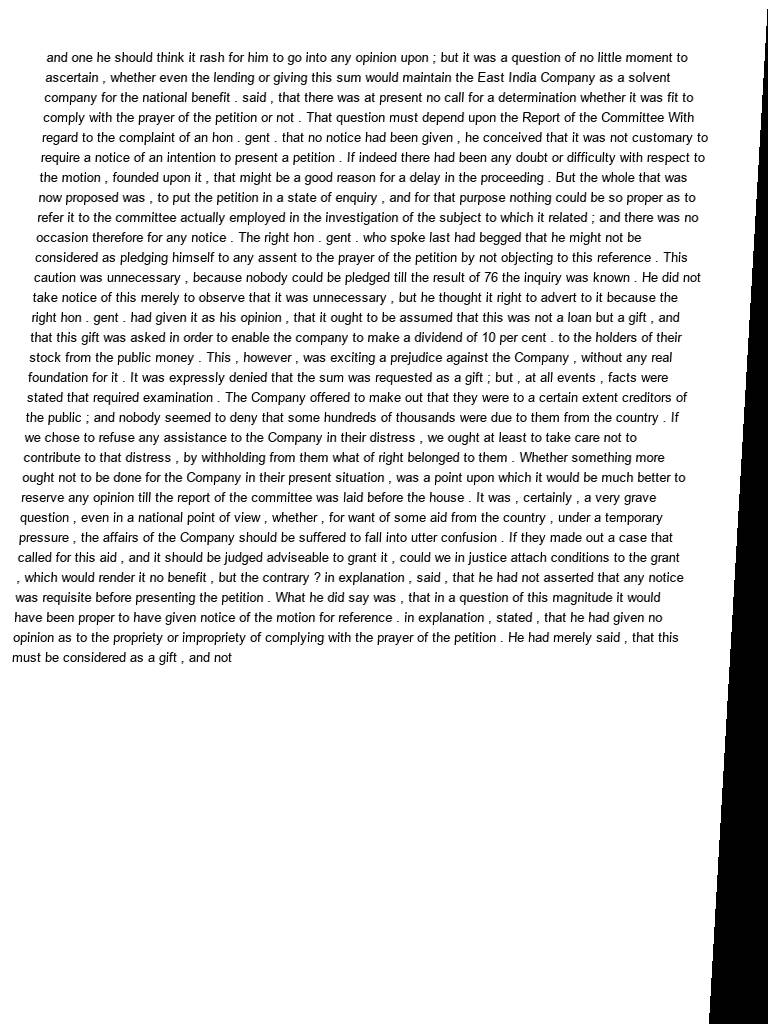 and one he should think it rash for him to go into any opinion upon ; but it was a question of no little moment to
ascertain , whether even the lending or giving this sum would maintain the East India Company as a solvent
company for the national benefit . said , that there was at present no call for a determination whether it was fit to
comply with the prayer of the petition or not . That question must depend upon the Report of the Committee With
regard to the complaint of an hon . gent . that no notice had been given , he conceived that it was not customary to
require a notice of an intention to present a petition . If indeed there had been any doubt or difficulty with respect to
the motion , founded upon it , that might be a good reason for a delay in the proceeding . But the whole that was
now proposed was , to put the petition in a state of enquiry , and for that purpose nothing could be so proper as to
refer it to the committee actually employed in the investigation of the subject to which it related ; and there was no
occasion therefore for any notice . The right hon . gent . who spoke last had begged that he might not be
considered as pledging himself to any assent to the prayer of the petition by not objecting to this reference . This
caution was unnecessary , because nobody could be pledged till the result of 76 the inquiry was known . He did not
take notice of this merely to observe that it was unnecessary , but he thought it right to advert to it because the
right hon . gent . had given it as his opinion , that it ought to be assumed that this was not a loan but a gift , and
that this gift was asked in order to enable the company to make a dividend of 10 per cent . to the holders of their
stock from the public money . This , however , was exciting a prejudice against the Company , without any real
foundation for it . It was expressly denied that the sum was requested as a gift ; but , at all events , facts were
stated that required examination . The Company offered to make out that they were to a certain extent creditors of
the public ; and nobody seemed to deny that some hundreds of thousands were due to them from the country . If
we chose to refuse any assistance to the Company in their distress , we ought at least to take care not to
contribute to that distress , by withholding from them what of right belonged to them . Whether something more
ought not to be done for the Company in their present situation , was a point upon which it would be much better to
reserve any opinion till the report of the committee was laid before the house . It was , certainly , a very grave
question , even in a national point of view , whether , for want of some aid from the country , under a temporary
pressure , the affairs of the Company should be suffered to fall into utter confusion . If they made out a case that
called for this aid , and it should be judged adviseable to grant it , could we in justice attach conditions to the grant
, which would render it no benefit , but the contrary ? in explanation , said , that he had not asserted that any notice
was requisite before presenting the petition . What he did say was , that in a question of this magnitude it would
have been proper to have given notice of the motion for reference . in explanation , stated , that he had given no
opinion as to the propriety or impropriety of complying with the prayer of the petition . He had merely said , that this
must be considered as a gift , and not